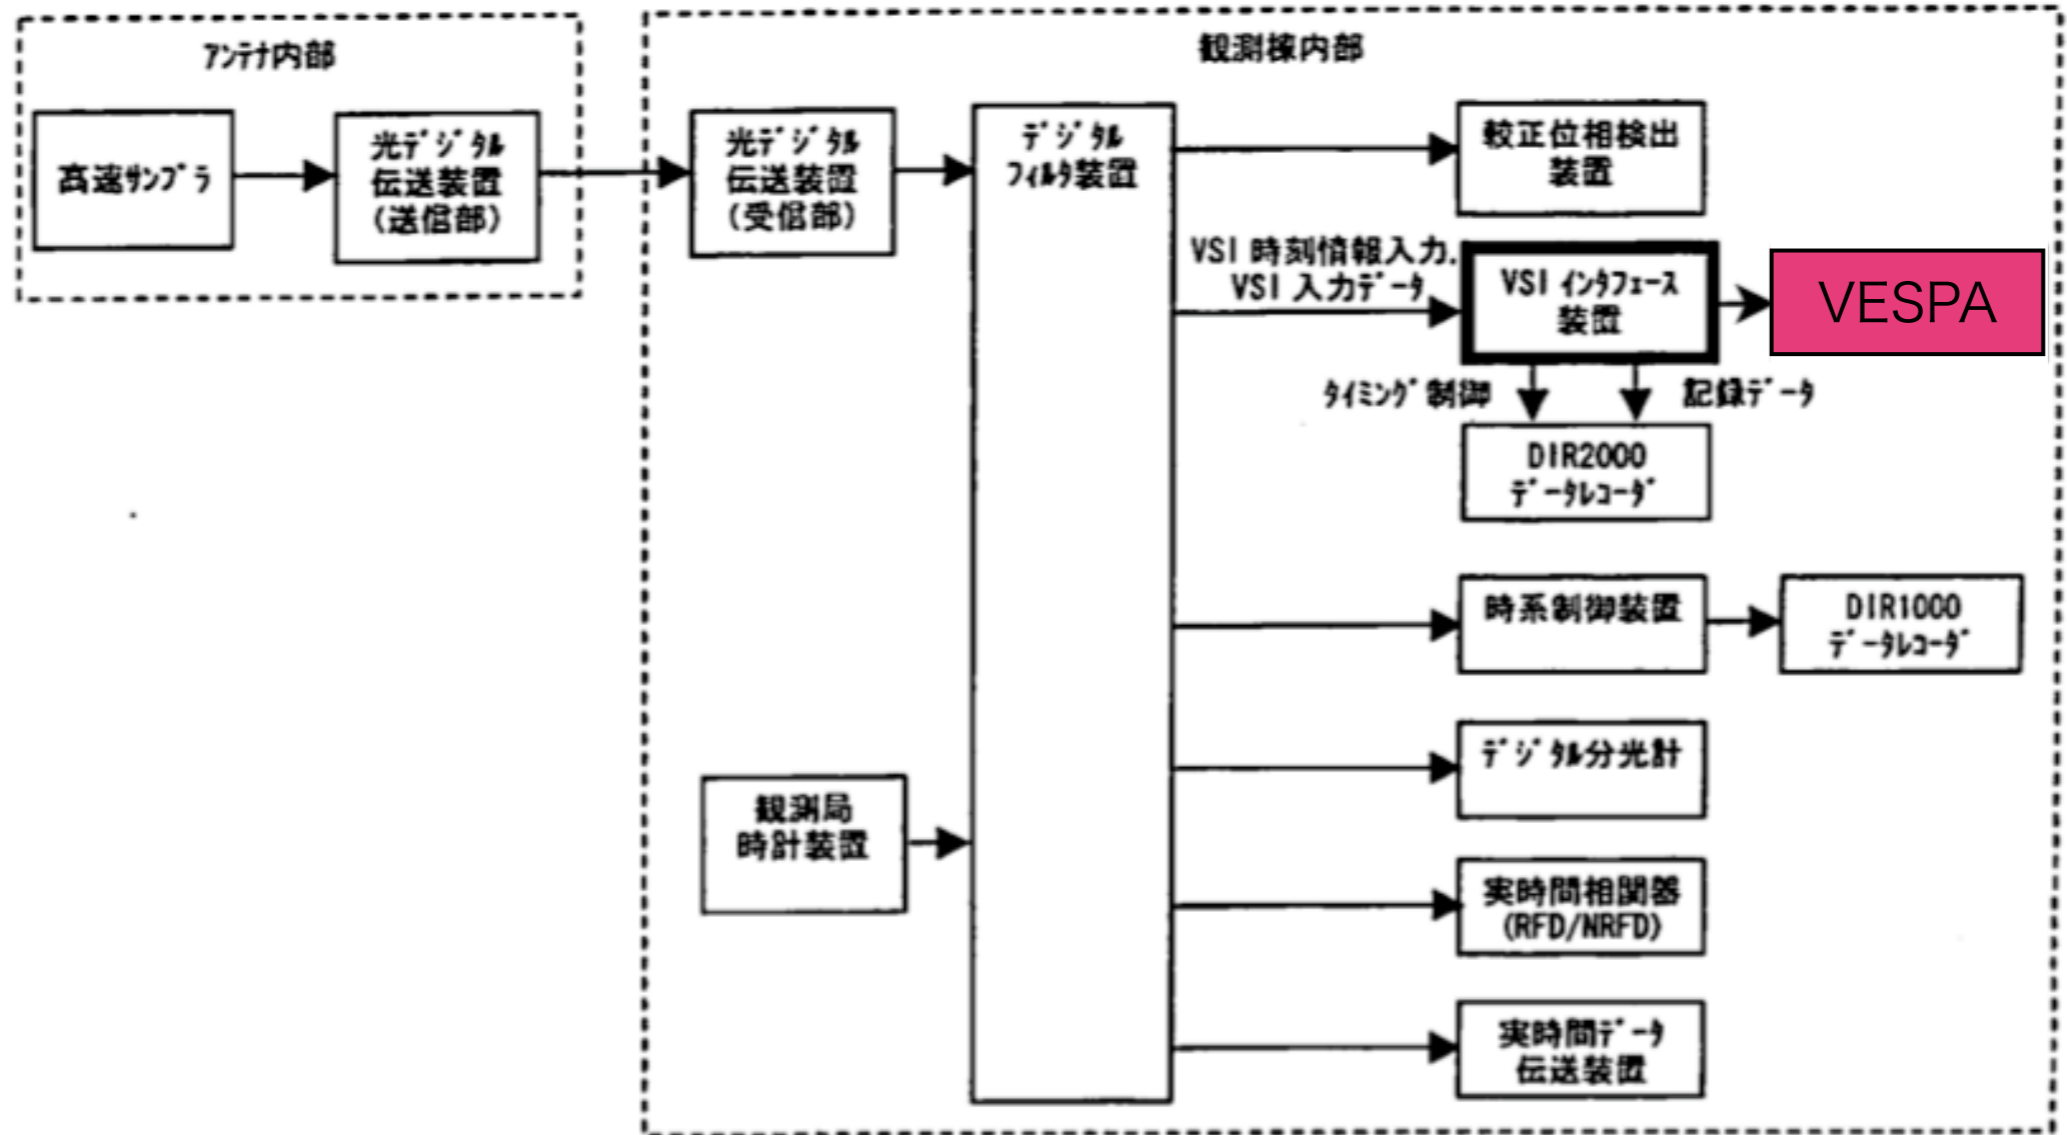 アンテナ内部
高速サンプラ
光デジタル
伝送装置
(送信部)
観測棟内部
光デジタル
伝送装置
(受信部)
デジタル
フィルタ装置
観測局
時計装置
較正位相検出
装置
VSI 時刻情報入力.
VSI 入力データ
VSI インタフェース
装置
VESPA
タイミング制御
記録データ
DIR2000
データレコーダ
時系制御装置
DIR1000
データレコーダ
デジタル分光計
実時間相関器
(RFD/NRFD)
実時間データ
伝送装置